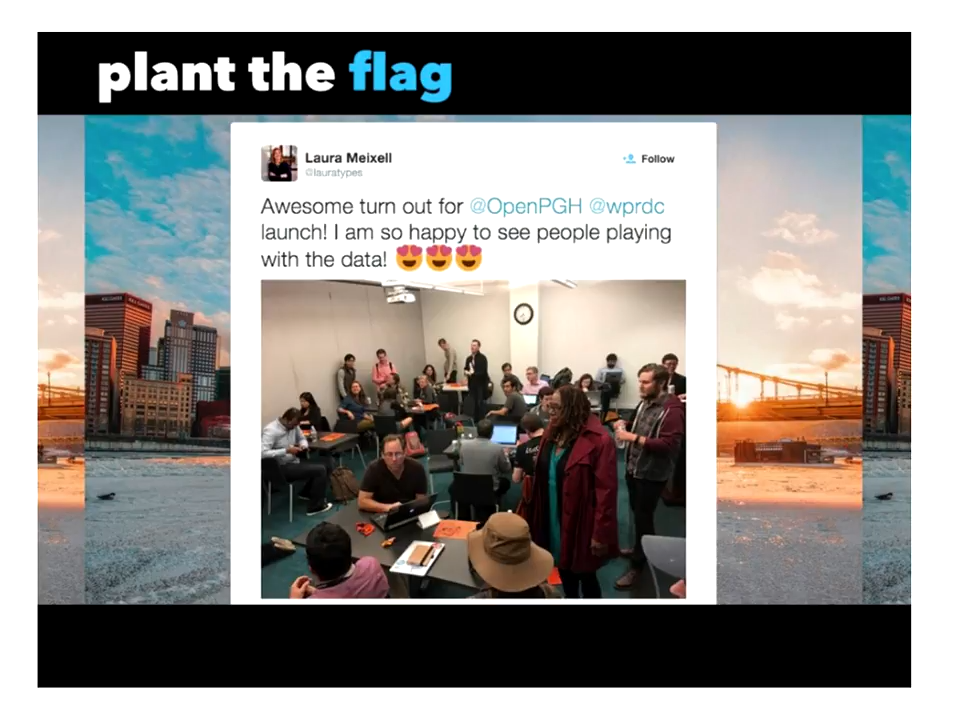 plant the flag
Laura Meixell
@lauratypes
Follow
Awesome turn out for @OpenPGH @wprdc
launch! I am so happy to see people playing
with the data! 😍😍😍